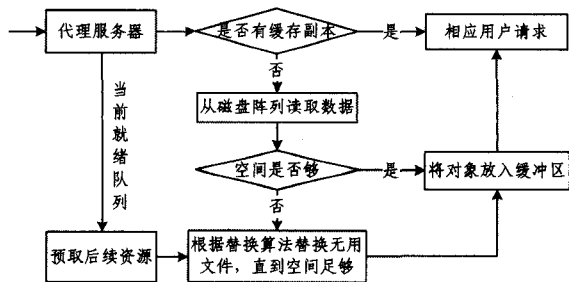 代理服务器
是否有缓存副本
是
相应用户请求
否
当前就绪队列
从磁盘阵列读取数据
空间是否够
是
将对象放入缓冲区
否
预取后续资源
根据替换算法替换无用
文件，直到空间足够